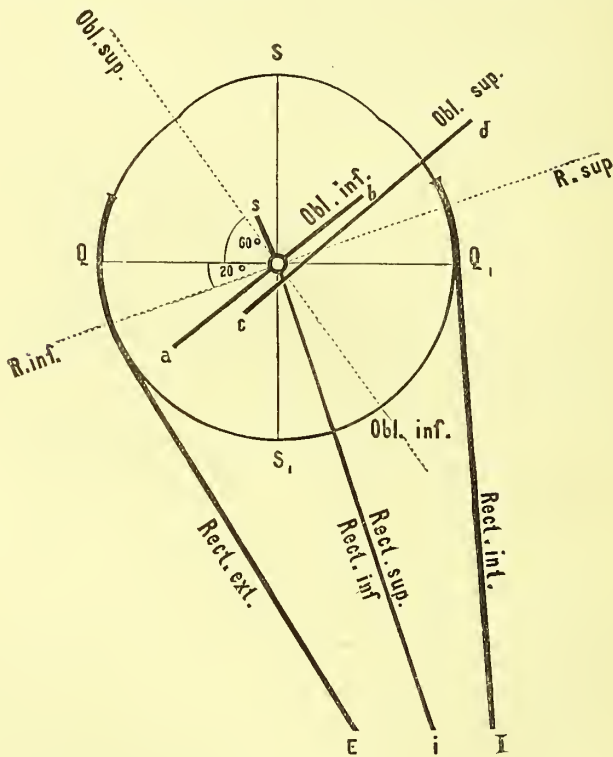 Obl. sup.
S
Obl. sup.
d
R. sup
s
Obl. inf.
b
60°
Q
20°
Q₁
c
a
R. inf.
Obl. inf.
S₁
Rect. ext.
Rect. sup.
Rect. inf
Rect. int.
E
i
I